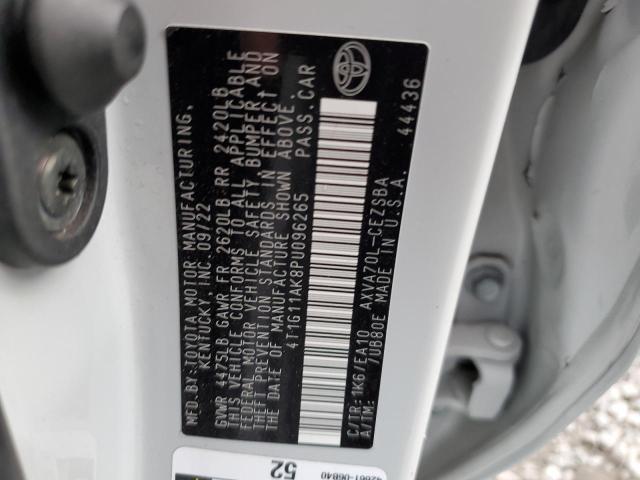 MFD.BY:TOYOTA MOTOR MANUFACTURING.
KENTUCKY, INC. 09/22
GVWR 4475LB GAWR FR 2620LB RR 2420LB
THIS VEHICLE CONFORMS TO ALL APPLICABLE
FEDERAL MOTOR VEHICLE SAFETY, BUMPER AND
THEFT PREVENTION STANDARDS IN EFFECT ON
THE DATE OF MANUFACTURE SHOWN ABOVE.
4T1G11AK8PU096265 PASS.CAR
C/TR:1K6/EA10 AXVA70L-CEZSBA
A/TM: /UB80E MADE IN U.S.A.
44436
52
42661-06B40